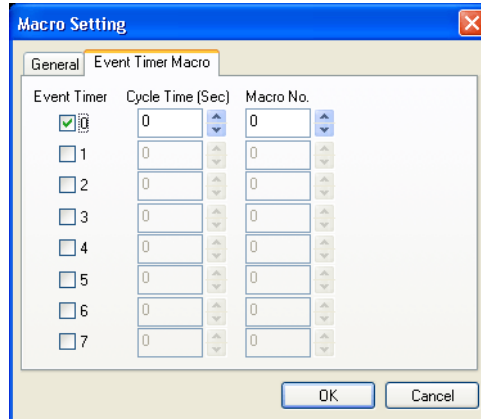 Macro Setting
General Event Timer Macro
Event Timer Cycle Time (Sec) Macro No.
0 0 0
1 0 0
2 0 0
3 0 0
4 0 0
5 0 0
6 0 0
7 0 0
OK Cancel